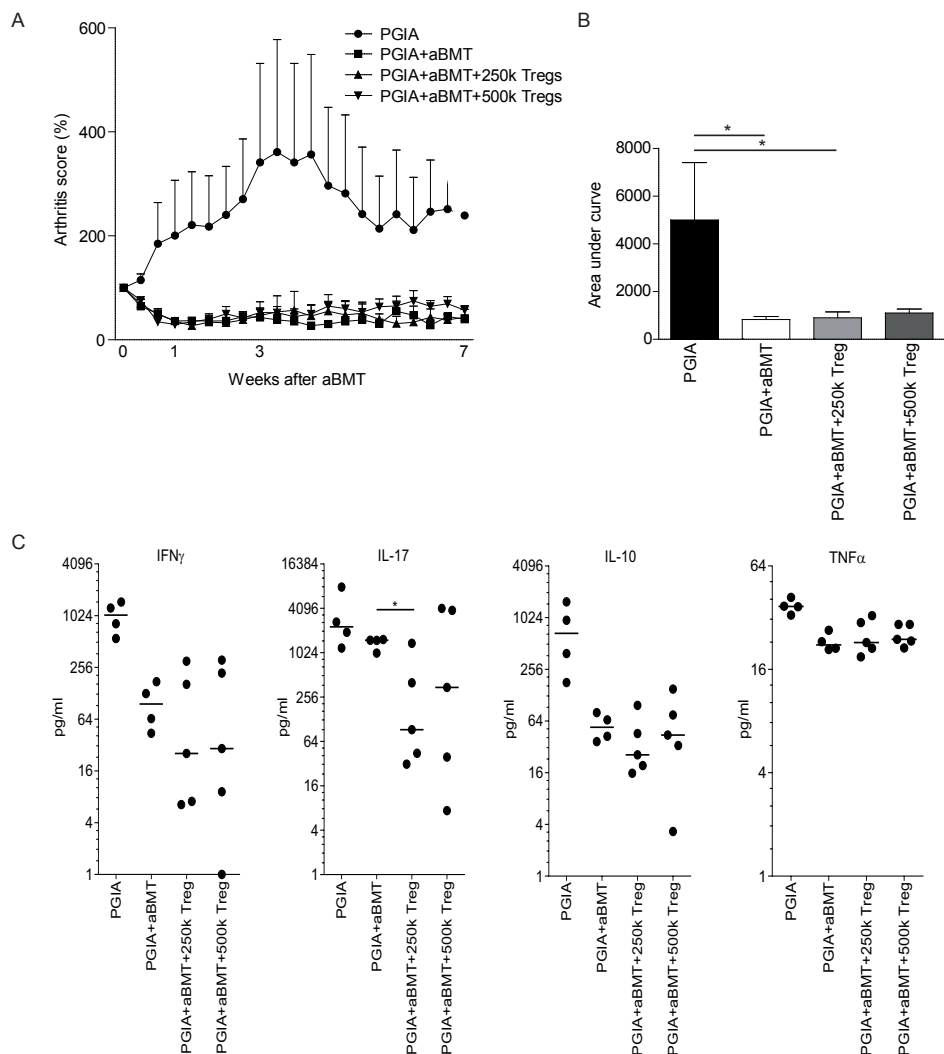 A
600
400
200
0
Arthritis score (%)
0 1 3 7
Weeks after aBMT
PGIA
PGIA+aBMT
PGIA+aBMT+250k Tregs
PGIA+aBMT+500k Tregs
B
*
*
8000
6000
4000
2000
0
Area under curve
PGIA
PGIA+aBMT
PGIA+aBMT+250k Treg
PGIA+aBMT+500k Treg
C
IFNγ
4096
1024
256
64
16
4
1
pg/ml
PGIA
PGIA+aBMT
PGIA+aBMT+250k Treg
PGIA+aBMT+500k Treg
IL-17
16384
4096
1024
256
64
16
4
1
pg/ml
*
PGIA
PGIA+aBMT
PGIA+aBMT+250k Treg
PGIA+aBMT+500k Treg
IL-10
4096
1024
256
64
16
4
1
pg/ml
PGIA
PGIA+aBMT
PGIA+aBMT+250k Treg
PGIA+aBMT+500k Treg
TNFα
64
16
4
1
pg/ml
PGIA
PGIA+aBMT
PGIA+aBMT+250k Treg
PGIA+aBMT+500k Treg